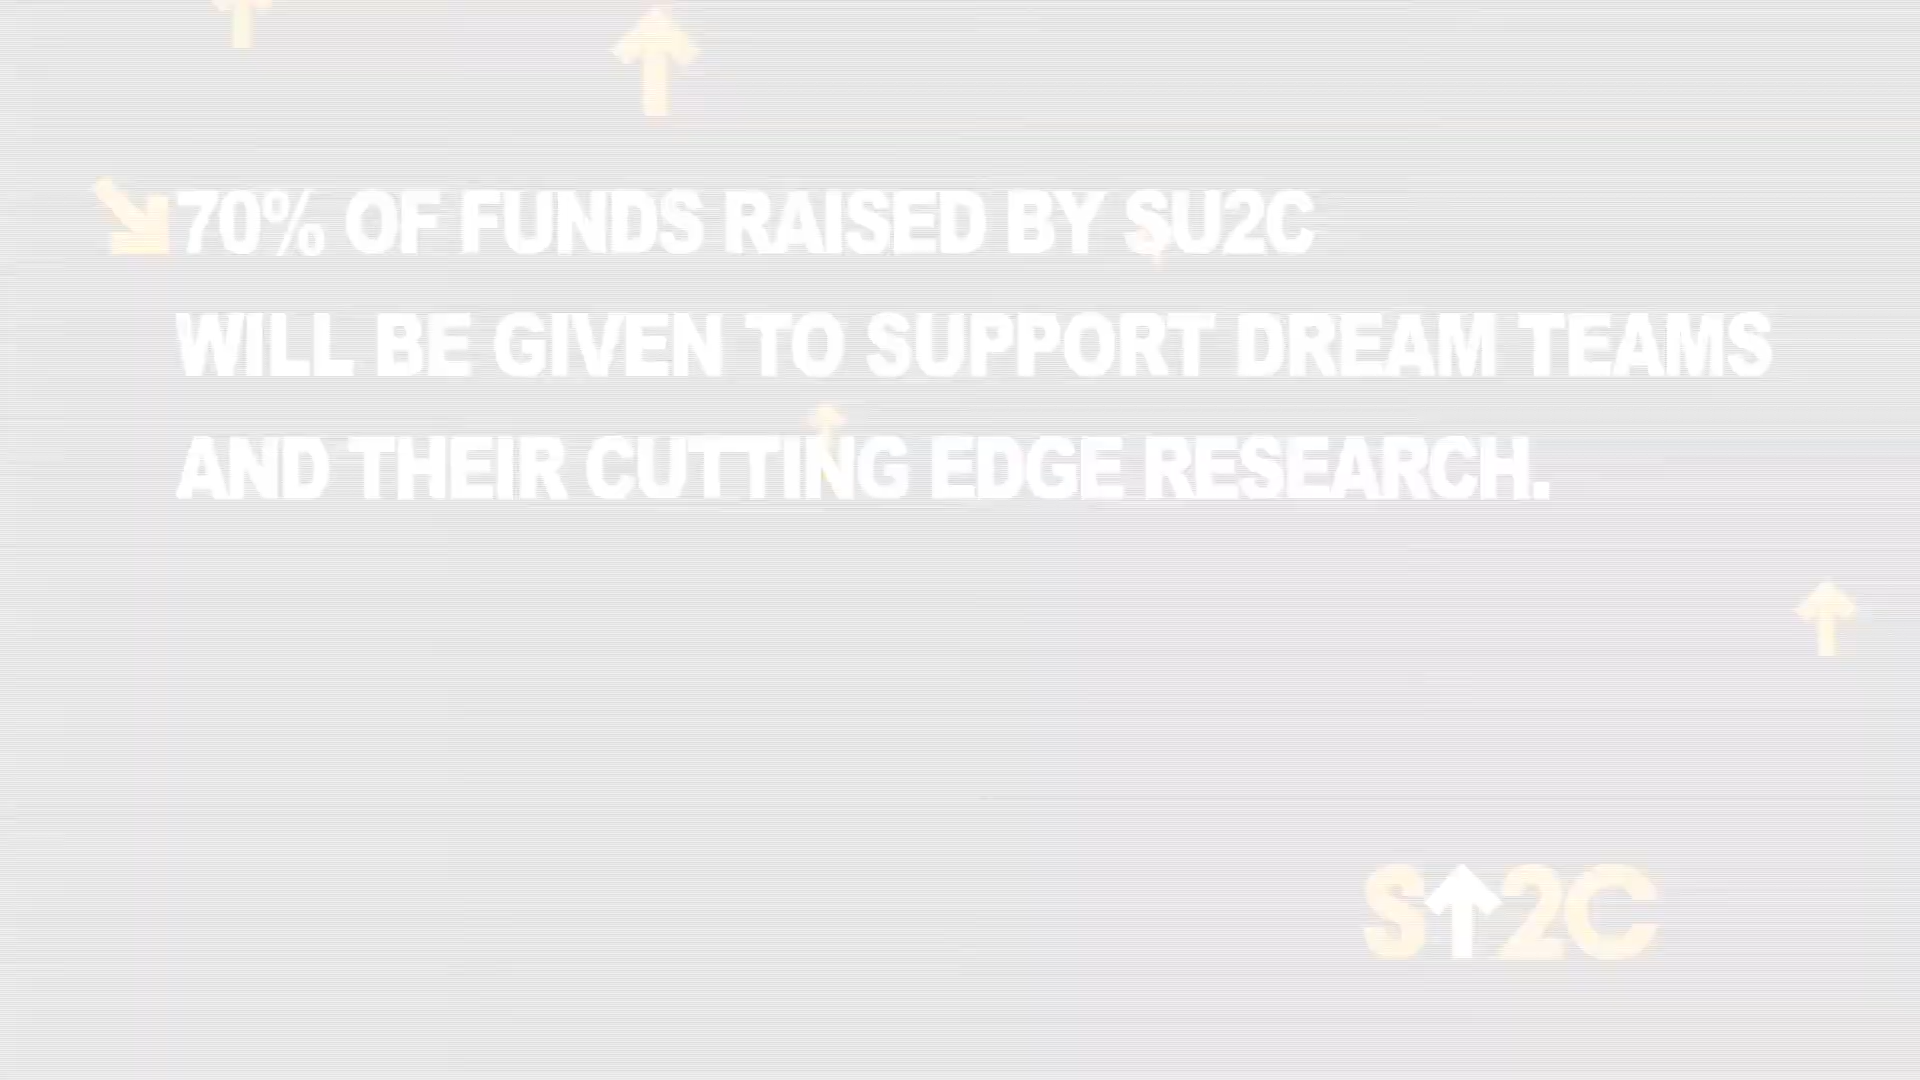 70% OF FUNDS RAISED BY SU2C
WILL BE GIVEN TO SUPPORT DREAM TEAMS
AND THEIR CUTTING EDGE RESEARCH.
S↑2C